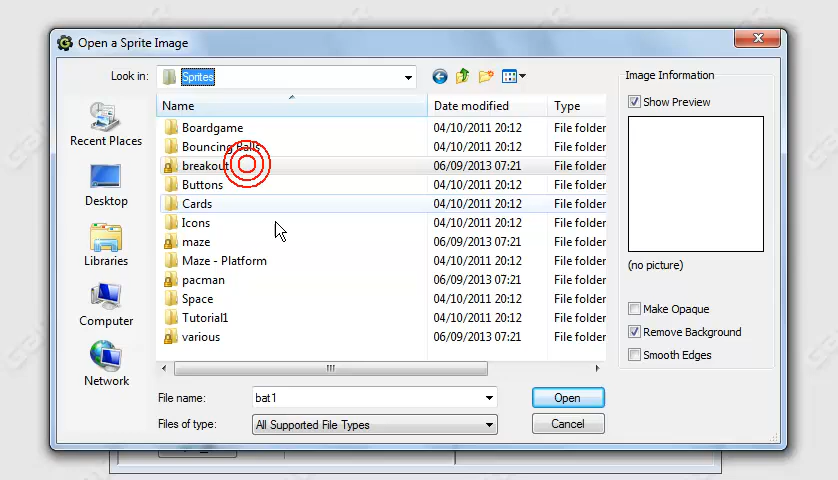 Open a Sprite Image
Look in: Sprites
Image Information
Name Date modified Type
Show Preview
Recent Places
Desktop
Libraries
Computer
Network
Boardgame 04/10/2011 20:12 File folder
Bouncing Balls 04/10/2011 20:12 File folder
breakout 06/09/2013 07:21 File folder
Buttons 04/10/2011 20:12 File folder
Cards 04/10/2011 20:12 File folder
Icons 04/10/2011 20:12 File folder
maze 06/09/2013 07:21 File folder
Maze - Platform 04/10/2011 20:12 File folder
pacman 06/09/2013 07:21 File folder
Space 04/10/2011 20:12 File folder
Tutorial1 04/10/2011 20:12 File folder
various 06/09/2013 07:21 File folder
(no picture)
Make Opaque
Remove Background
Smooth Edges
File name: bat1 Open
Files of type: All Supported File Types Cancel